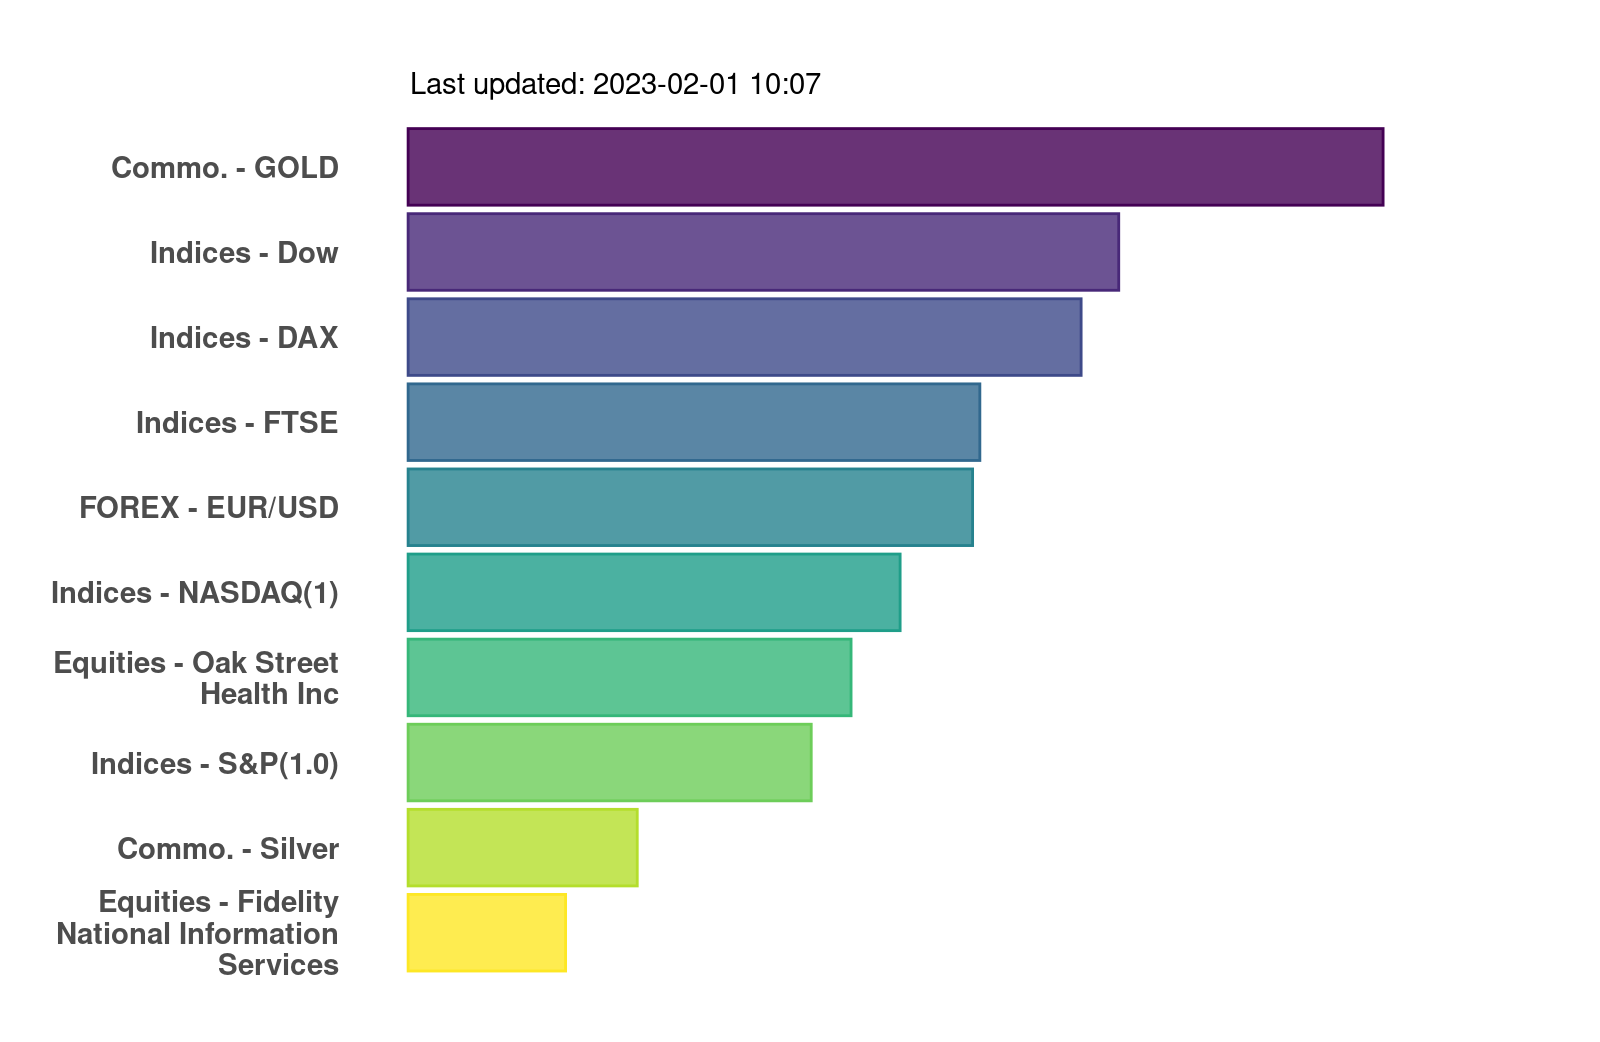 Last updated: 2023-02-01 10:07
Commo. - GOLD
Indices - Dow
Indices - DAX
Indices - FTSE
FOREX - EUR/USD
Indices - NASDAQ(1)
Equities - Oak Street
Health Inc
Indices - S&P(1.0)
Commo. - Silver
Equities - Fidelity
National Information
Services